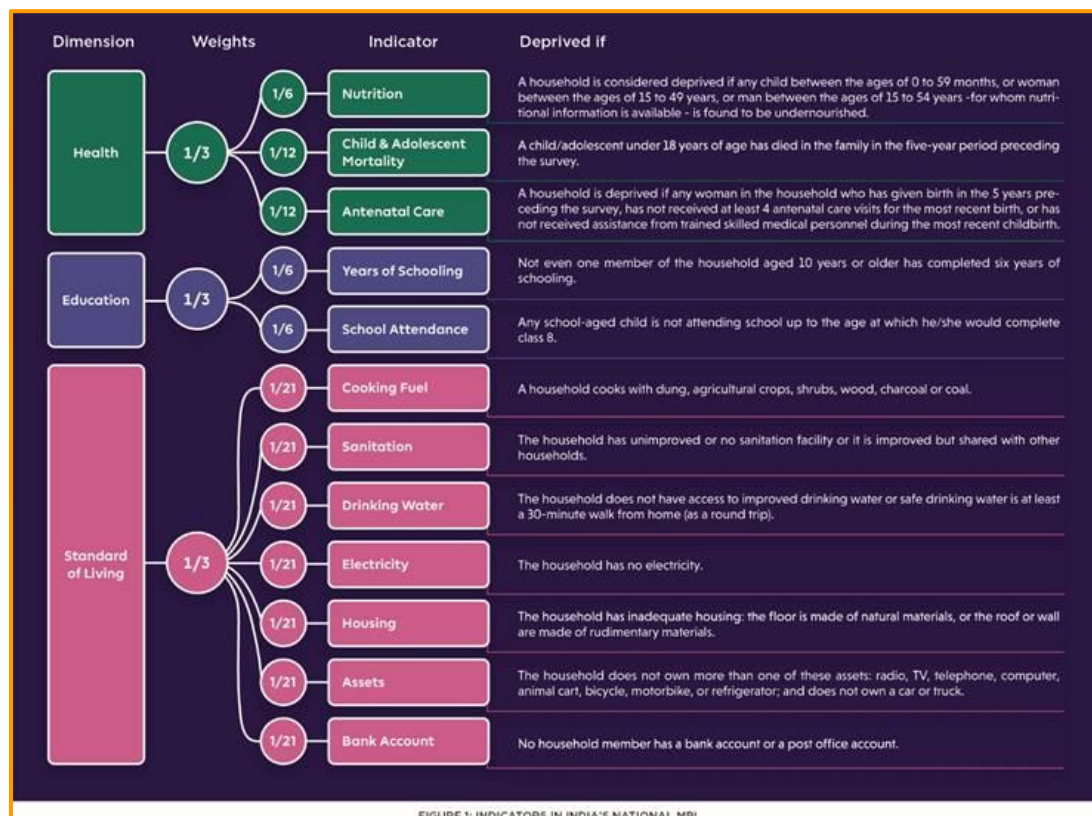 Dimension Weights Indicator Deprived if
Health
1/3
1/6
Nutrition
A household is considered deprived if any child between the ages of 0 to 59 months, or woman
between the ages of 15 to 49 years, or man between the ages of 15 to 54 years -for whom nutri-
tional information is available - is found to be undernourished.
1/12
Child & Adolescent
Mortality
A child/adolescent under 18 years of age has died in the family in the five-year period preceding
the survey.
1/12
Antenatal Care
A household is deprived if any woman in the household who has given birth in the 5 years pre-
ceding the survey, has not received at least 4 antenatal care visits for the most recent birth, or has
not received assistance from trained skilled medical personnel during the most recent childbirth.
Education
1/3
1/6
Years of Schooling
Not even one member of the household aged 10 years or older has completed six years of
schooling.
1/6
School Attendance
Any school-aged child is not attending school up to the age at which he/she would complete
class 8.
Standard
of Living
1/3
1/21
Cooking Fuel
A household cooks with dung, agricultural crops, shrubs, wood, charcoal or coal.
1/21
Sanitation
The household has unimproved or no sanitation facility or it is improved but shared with other
households.
1/21
Drinking Water
The household does not have access to improved drinking water or safe drinking water is at least
a 30-minute walk from home (as a round trip).
1/21
Electricity
The household has no electricity.
1/21
Housing
The household has inadequate housing: the floor is made of natural materials, or the roof or wall
are made of rudimentary materials.
1/21
Assets
The household does not own more than one of these assets: radio, TV, telephone, computer,
animal cart, bicycle, motorbike, or refrigerator; and does not own a car or truck.
1/21
Bank Account
No household member has a bank account or a post office account.
FIGURE 1: INDICATORS IN INDIA'S NATIONAL MPI